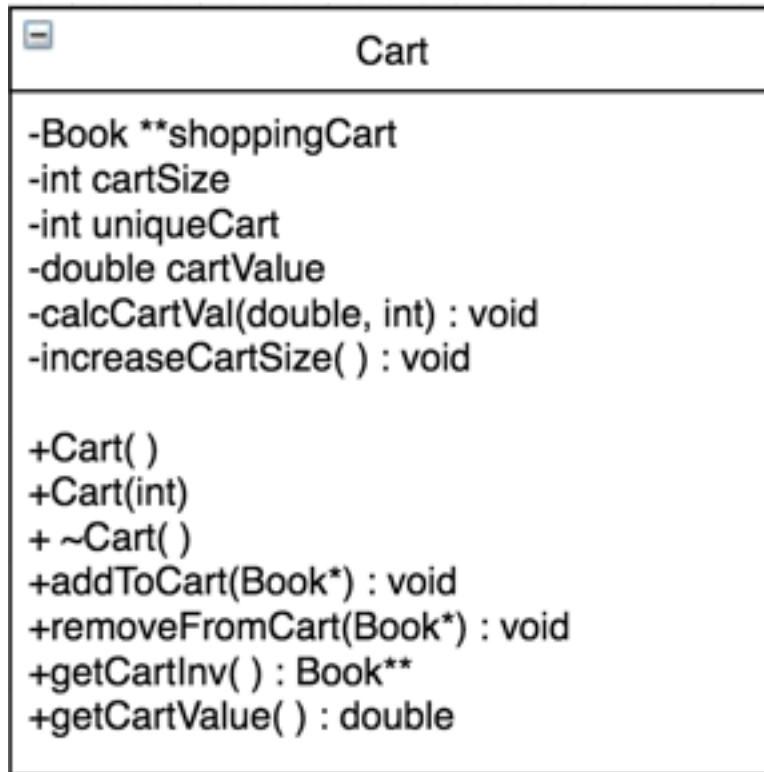 Cart
-Book **shoppingCart
-int cartSize
-int uniqueCart
-double cartValue
-calcCartVal(double, int) : void
-increaseCartSize( ) : void
+Cart( )
+Cart(int)
+ ~Cart( )
+addToCart(Book*) : void
+removeFromCart(Book*) : void
+getCartInv( ) : Book**
+getCartValue( ) : double